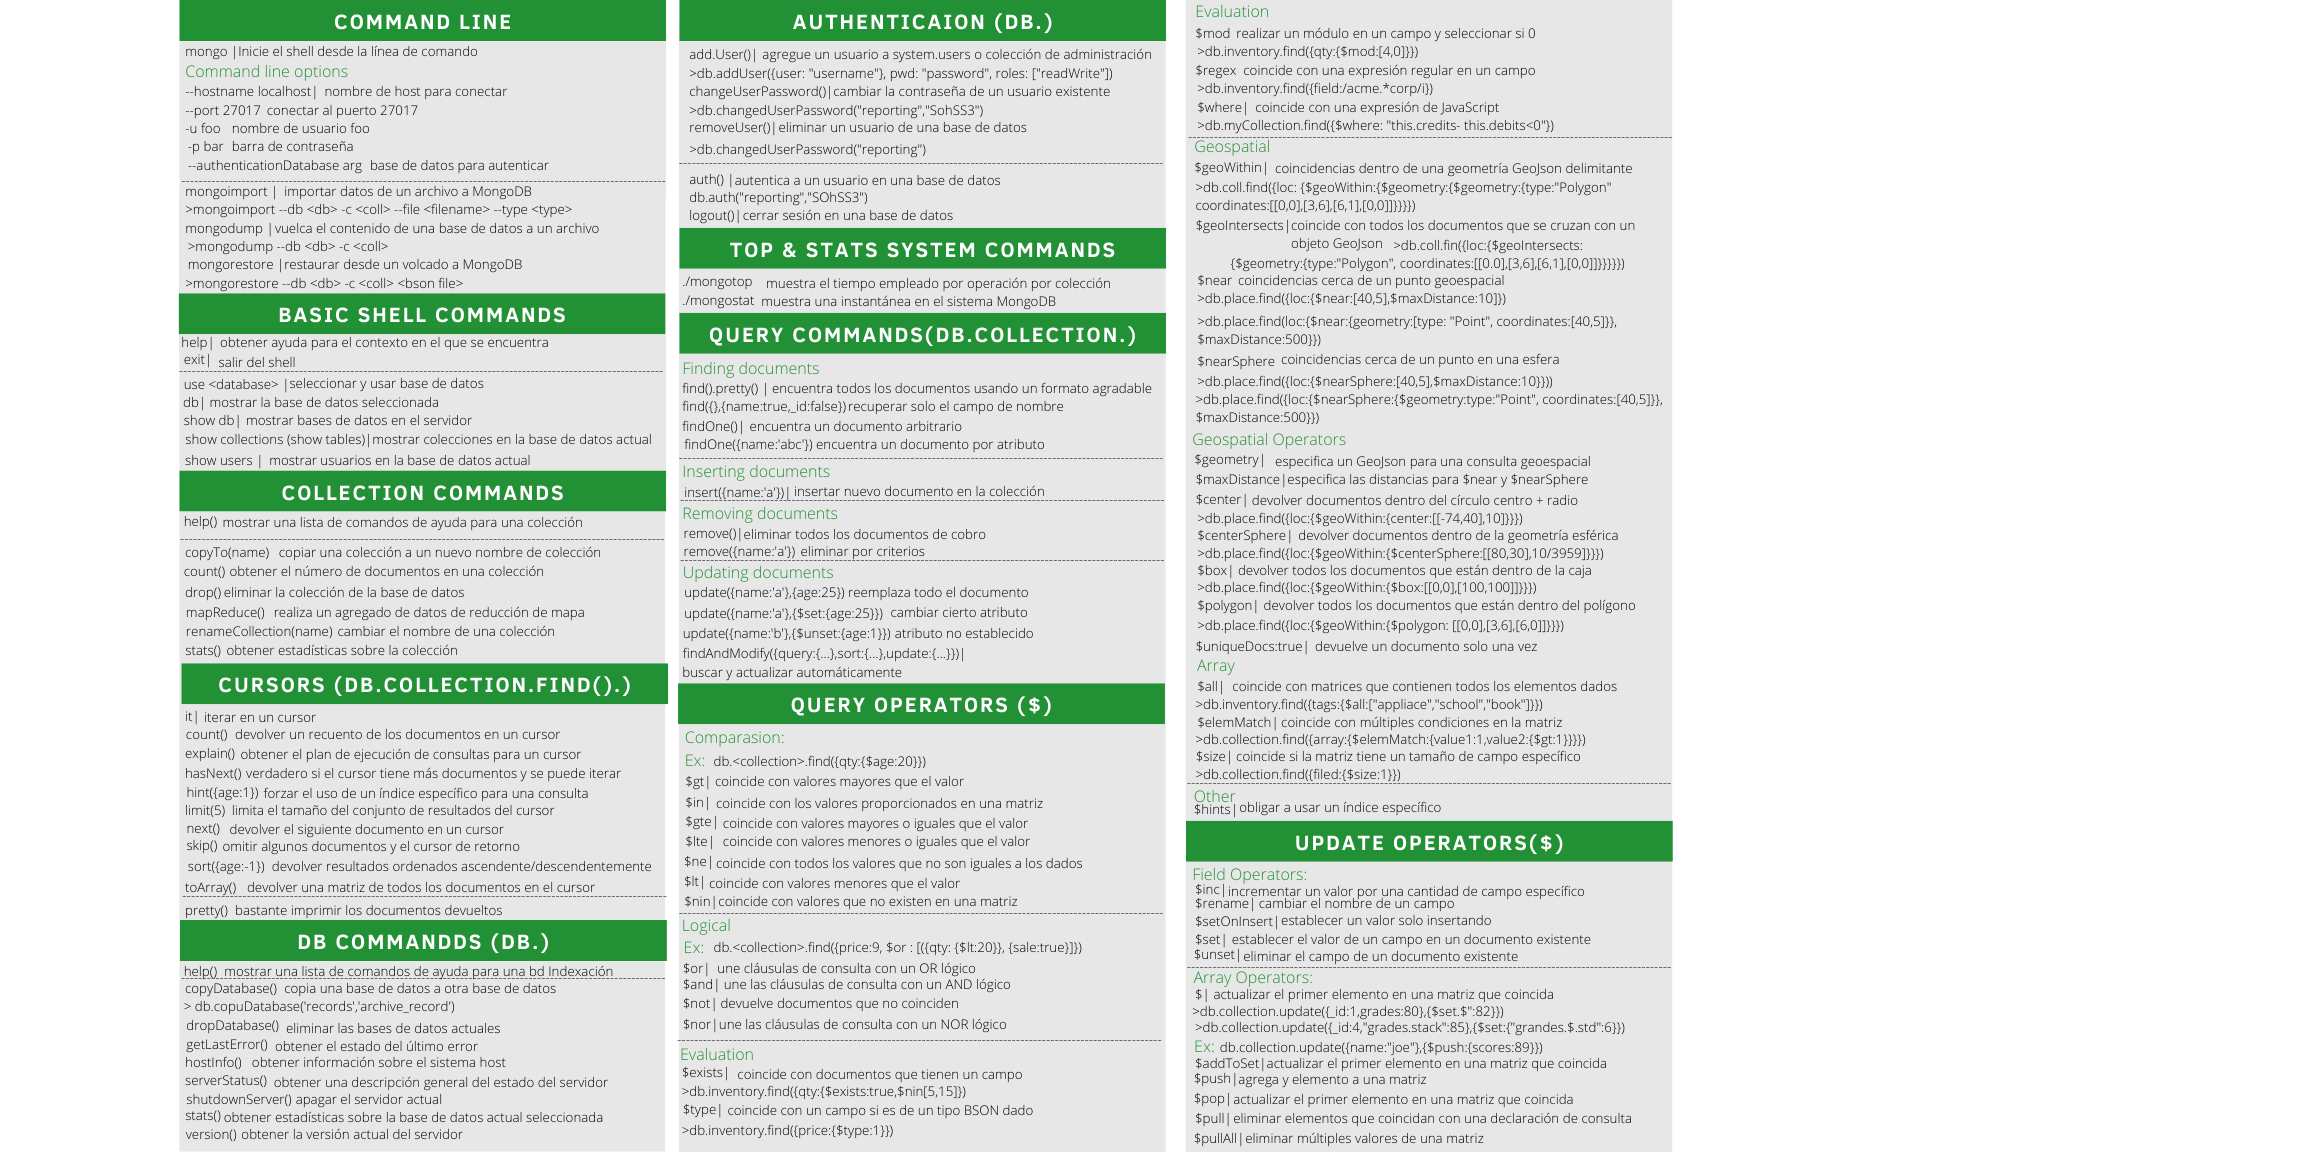 COMMAND LINE
mongo |Inicie el shell desde la línea de comando
Command line options
--hostname localhost| nombre de host para conectar
--port 27017 conectar al puerto 27017
-u foo nombre de usuario foo
-p bar barra de contraseña
--authenticationDatabase arg base de datos para autenticar
mongoimport | importar datos de un archivo a MongoDB
>mongoimport --db <db> -c <coll> --file <filename> --type <type>
mongodump |vuelca el contenido de una base de datos a un archivo
>mongodump --db <db> -c <coll>
mongorestore |restaurar desde un volcado a MongoDB
>mongorestore --db <db> -c <coll> <bson file>
BASIC SHELL COMMANDS
help| obtener ayuda para el contexto en el que se encuentra
exit| salir del shell
use <database> |seleccionar y usar base de datos
db| mostrar la base de datos seleccionada
show db| mostrar bases de datos en el servidor
show collections (show tables)|mostrar colecciones en la base de datos actual
show users | mostrar usuarios en la base de datos actual
COLLECTION COMMANDS
help() mostrar una lista de comandos de ayuda para una colección
copyTo(name) copiar una colección a un nuevo nombre de colección
count() obtener el número de documentos en una colección
drop() eliminar la colección de la base de datos
mapReduce() realiza un agregado de datos de reducción de mapa
renameCollection(name) cambiar el nombre de una colección
stats() obtener estadísticas sobre la colección
CURSORS (DB.COLLECTION.FIND().)
it| iterar en un cursor
count() devolver un recuento de los documentos en un cursor
explain() obtener el plan de ejecución de consultas para un cursor
hasNext() verdadero si el cursor tiene más documentos y se puede iterar
hint({age:1}) forzar el uso de un índice específico para una consulta
limit(5) limita el tamaño del conjunto de resultados del cursor
next() devolver el siguiente documento en un cursor
skip() omitir algunos documentos y el cursor de retorno
sort({age:-1}) devolver resultados ordenados ascendente/descendentemente
toArray() devolver una matriz de todos los documentos en el cursor
pretty() bastante imprimir los documentos devueltos
DB COMMANDDS (DB.)
help() mostrar una lista de comandos de ayuda para una bd Indexación
copyDatabase() copia una base de datos a otra base de datos
> db.copuDatabase('records','archive_record')
dropDatabase() eliminar las bases de datos actuales
getLastError() obtener el estado del último error
hostInfo() obtener información sobre el sistema host
serverStatus() obtener una descripción general del estado del servidor
shutdownServer() apagar el servidor actual
stats() obtener estadísticas sobre la base de datos actual seleccionada
version() obtener la versión actual del servidor
AUTHENTICAION (DB.)
add.User()| agregue un usuario a system.users o colección de administración
>db.addUser({user: "username"}, pwd: "password", roles: ["readWrite"])
changeUserPassword()|cambiar la contraseña de un usuario existente
>db.changedUserPassword("reporting","SohSS3")
removeUser()|eliminar un usuario de una base de datos
>db.changedUserPassword("reporting")
auth() |autentica a un usuario en una base de datos
db.auth("reporting","SOhSS3")
logout()|cerrar sesión en una base de datos
TOP & STATS SYSTEM COMMANDS
./mongotop muestra el tiempo empleado por operación por colección
./mongostat muestra una instantánea en el sistema MongoDB
QUERY COMMANDS(DB.COLLECTION.)
Finding documents
find().pretty() | encuentra todos los documentos usando un formato agradable
find({},{name:true,_id:false}) recuperar solo el campo de nombre
findOne()| encuentra un documento arbitrario
findOne({name:'abc'}) encuentra un documento por atributo
Inserting documents
insert({name:'a'})| insertar nuevo documento en la colección
Removing documents
remove()|eliminar todos los documentos de cobro
remove({name:'a'}) eliminar por criterios
Updating documents
update({name:'a'},{age:25}) reemplaza todo el documento
update({name:'a'},{$set:{age:25}}) cambiar cierto atributo
update({name:'b'},{$unset:{age:1}}) atributo no establecido
findAndModify({query:{...},sort:{...},update:{...}})|
buscar y actualizar automáticamente
QUERY OPERATORS ($)
Comparasion:
Ex: db.<collection>.find({qty:{$age:20}})
$gt| coincide con valores mayores que el valor
$in| coincide con los valores proporcionados en una matriz
$gte| coincide con valores mayores o iguales que el valor
$lte| coincide con valores menores o iguales que el valor
$ne| coincide con todos los valores que no son iguales a los dados
$lt| coincide con valores menores que el valor
$nin|coincide con valores que no existen en una matriz
Logical
Ex: db.<collection>.find({price:9, $or : [({qty: {$lt:20}}, {sale:true}]})
$or| une cláusulas de consulta con un OR lógico
$and| une las cláusulas de consulta con un AND lógico
$not| devuelve documentos que no coinciden
$nor|une las cláusulas de consulta con un NOR lógico
Evaluation
$exists| coincide con documentos que tienen un campo
>db.inventory.find({qty:{$exists:true,$nin[5,15]})
$type| coincide con un campo si es de un tipo BSON dado
>db.inventory.find({price:{$type:1}})
Evaluation
$mod realizar un módulo en un campo y seleccionar si 0
>db.inventory.find({qty:{$mod:[4,0]}})
$regex coincide con una expresión regular en un campo
>db.inventory.find({field:/acme.*corp/i})
$where| coincide con una expresión de JavaScript
>db.myCollection.find({$where: "this.credits- this.debits<0"})
Geospatial
$geoWithin| coincidencias dentro de una geometría GeoJson delimitante
>db.coll.find({loc: {$geoWithin:{$geometry:{$geometry:{type:"Polygon"
coordinates:[[0,0],[3,6],[6,1],[0,0]]}}}})
$geoIntersects|coincide con todos los documentos que se cruzan con un
objeto GeoJson >db.coll.fin({loc:{$geoIntersects:
{$geometry:{type:"Polygon", coordinates:[[0.0],[3,6],[6,1],[0,0]]}}}}})
$near coincidencias cerca de un punto geospacial
>db.place.find({loc:{$near:[40,5],$maxDistance:10]})
>db.place.find(loc:{$near:{geometry:[type: "Point", coordinates:[40,5]}},
$maxDistance:500}})
$nearSphere coincidencias cerca de un punto en una esfera
>db.place.find({loc:{$nearSphere:[40,5],$maxDistance:10}}))
>db.place.find({loc:{$nearSphere:{$geometry:type:"Point", coordinates:[40,5]}},
$maxDistance:500}})
Geospatial Operators
$geometry| especifica un GeoJson para una consulta geoespacial
$maxDistance|especifica las distancias para $near y $nearSphere
$center| devolver documentos dentro del círculo centro + radio
>db.place.find({loc:{$geoWithin:{center:[[-74,40],10]}}})
$centerSphere| devolver documentos dentro de la geometría esférica
>db.place.find({loc:{$geoWithin:{$centerSphere:[[80,30],10/3959]}}})
$box| devolver todos los documentos que están dentro de la caja
>db.place.find({loc:{$geoWithin:{$box:[[0,0],[100,100]]}}})
$polygon| devolver todos los documentos que están dentro del polígono
>db.place.find({loc:{$geoWithin:{$polygon: [[0,0],[3,6],[6,0]]}}})
$uniqueDocs:true| devuelve un documento solo una vez
Array
$all| coincide con matrices que contienen todos los elementos dados
>db.inventory.find({tags:{$all:["appliace","school","book"]}})
$elemMatch| coincide con múltiples condiciones en la matriz
>db.collection.find({array:{$elemMatch:{value1:1,value2:{$gt:1}}}})
$size| coincide si la matriz tiene un tamaño de campo específico
>db.collection.find({filed:{$size:1}})
Other
$hints| obligar a usar un índice específico
UPDATE OPERATORS($)
Field Operators:
$inc|incrementar un valor por una cantidad de campo específico
$rename| cambiar el nombre de un campo
$setOnInsert|establecer un valor solo insertando
$set| establecer el valor de un campo en un documento existente
$unset|eliminar el campo de un documento existente
Array Operators:
$| actualizar el primer elemento en una matriz que coincida
>db.collection.update({_id:1,grades:80},{$set.$":82}})
>db.collection.update({_id:4,"grades.stack":85},{$set:{"grandes.$.std":6}})
Ex: db.collection.update({name:"joe"},{$push:{scores:89}})
$addToSet|actualizar el primer elemento en una matriz que coincida
$push|agrega y elemento a una matriz
$pop|actualizar el primer elemento en una matriz que coincida
$pull|eliminar elementos que coincidan con una declaración de consulta
$pullAll|eliminar múltiples valores de una matriz